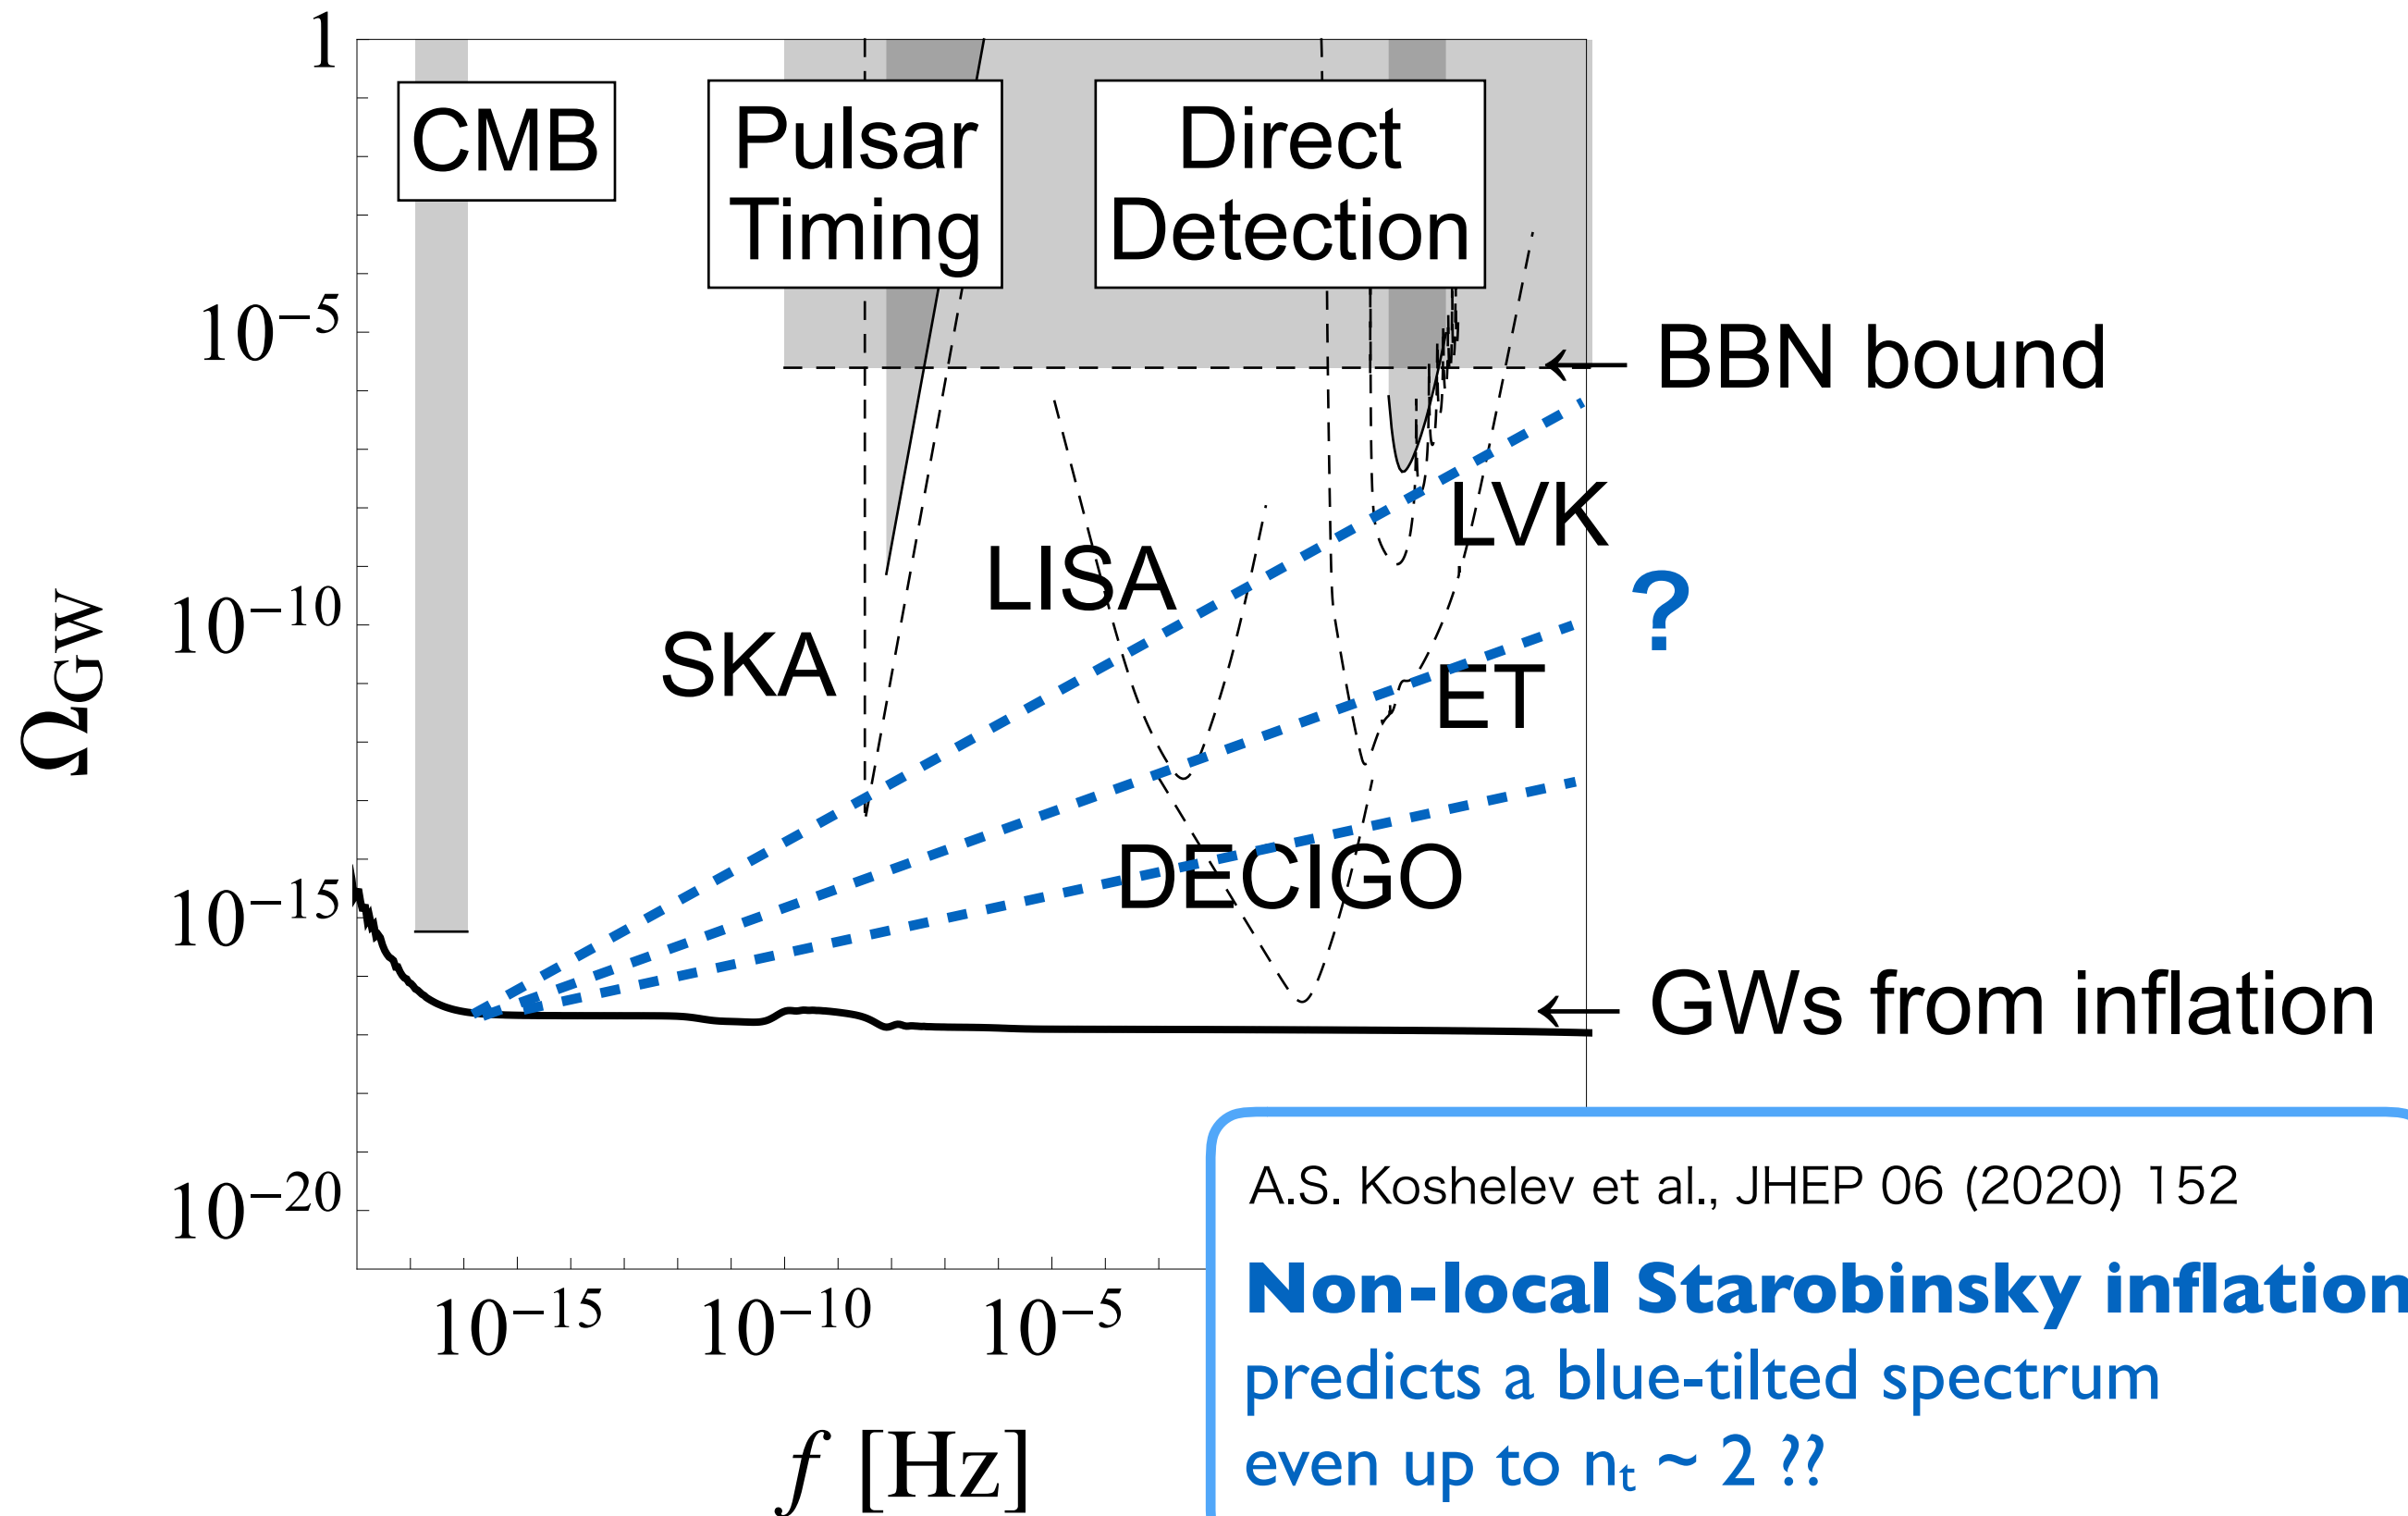 1
CMB
Pulsar
Timing
Direct
Detection
10⁻⁵
BBN bound
LVK
LISA
?
10⁻¹⁰
SKA
ET
Ω_GW
DECIGO
10⁻¹⁵
GWs from inflation
10⁻²⁰
10⁻¹⁵ 10⁻¹⁰ 10⁻⁵
f [Hz]
A.S. Koshelev et al., JHEP 06 (2020) 152
Non-local Starobinsky inflation
predicts a blue-tilted spectrum
even up to nₜ ~ 2 ??